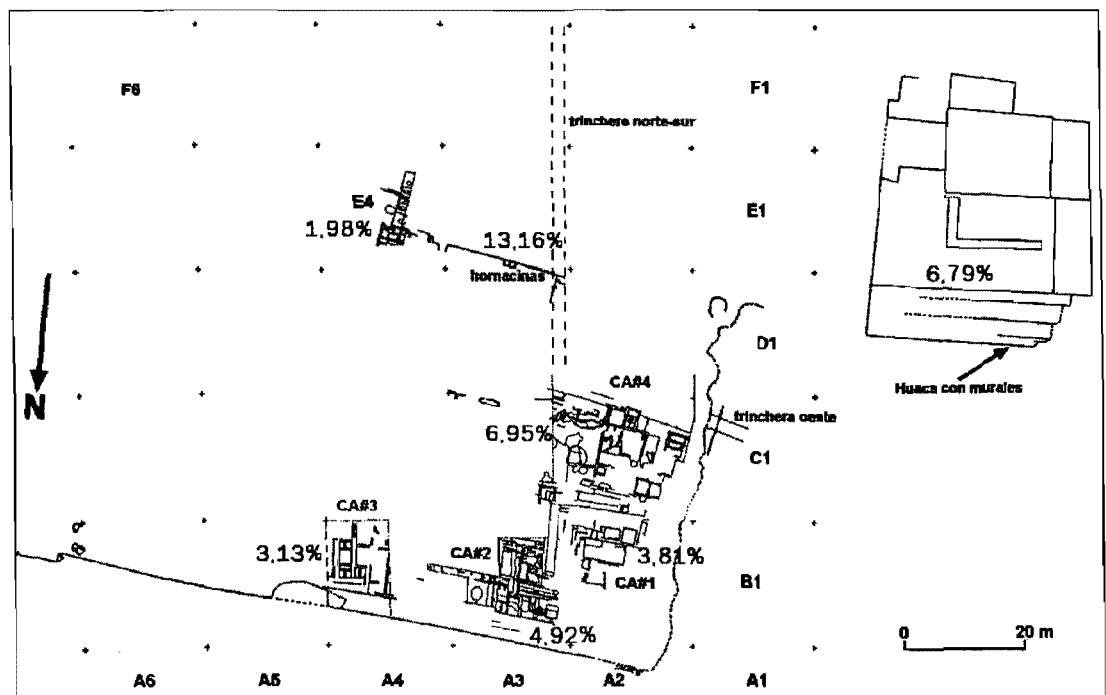 F6
F1
trinchere norte-sur
E4
E1
1,98%
13,16%
hornacinas
6,79%
D1
Huaca con murales
N
CA#4
trinchera oeste
6,95%
C1
CA#3
3,13%
CA#2
3,81%
CA#1
B1
4,92%
0 20 m
A6 A5 A4 A3 A2 A1